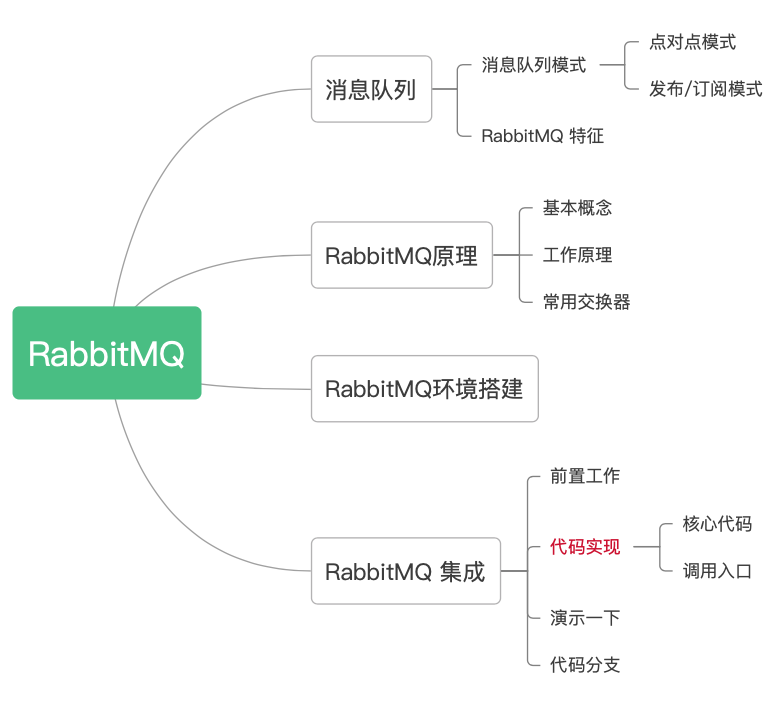 RabbitMQ
消息队列
消息队列模式
点对点模式
发布/订阅模式
RabbitMQ 特征
RabbitMQ原理
基本概念
工作原理
常用交换器
RabbitMQ环境搭建
RabbitMQ 集成
前置工作
代码实现
核心代码
调用入口
演示一下
代码分支